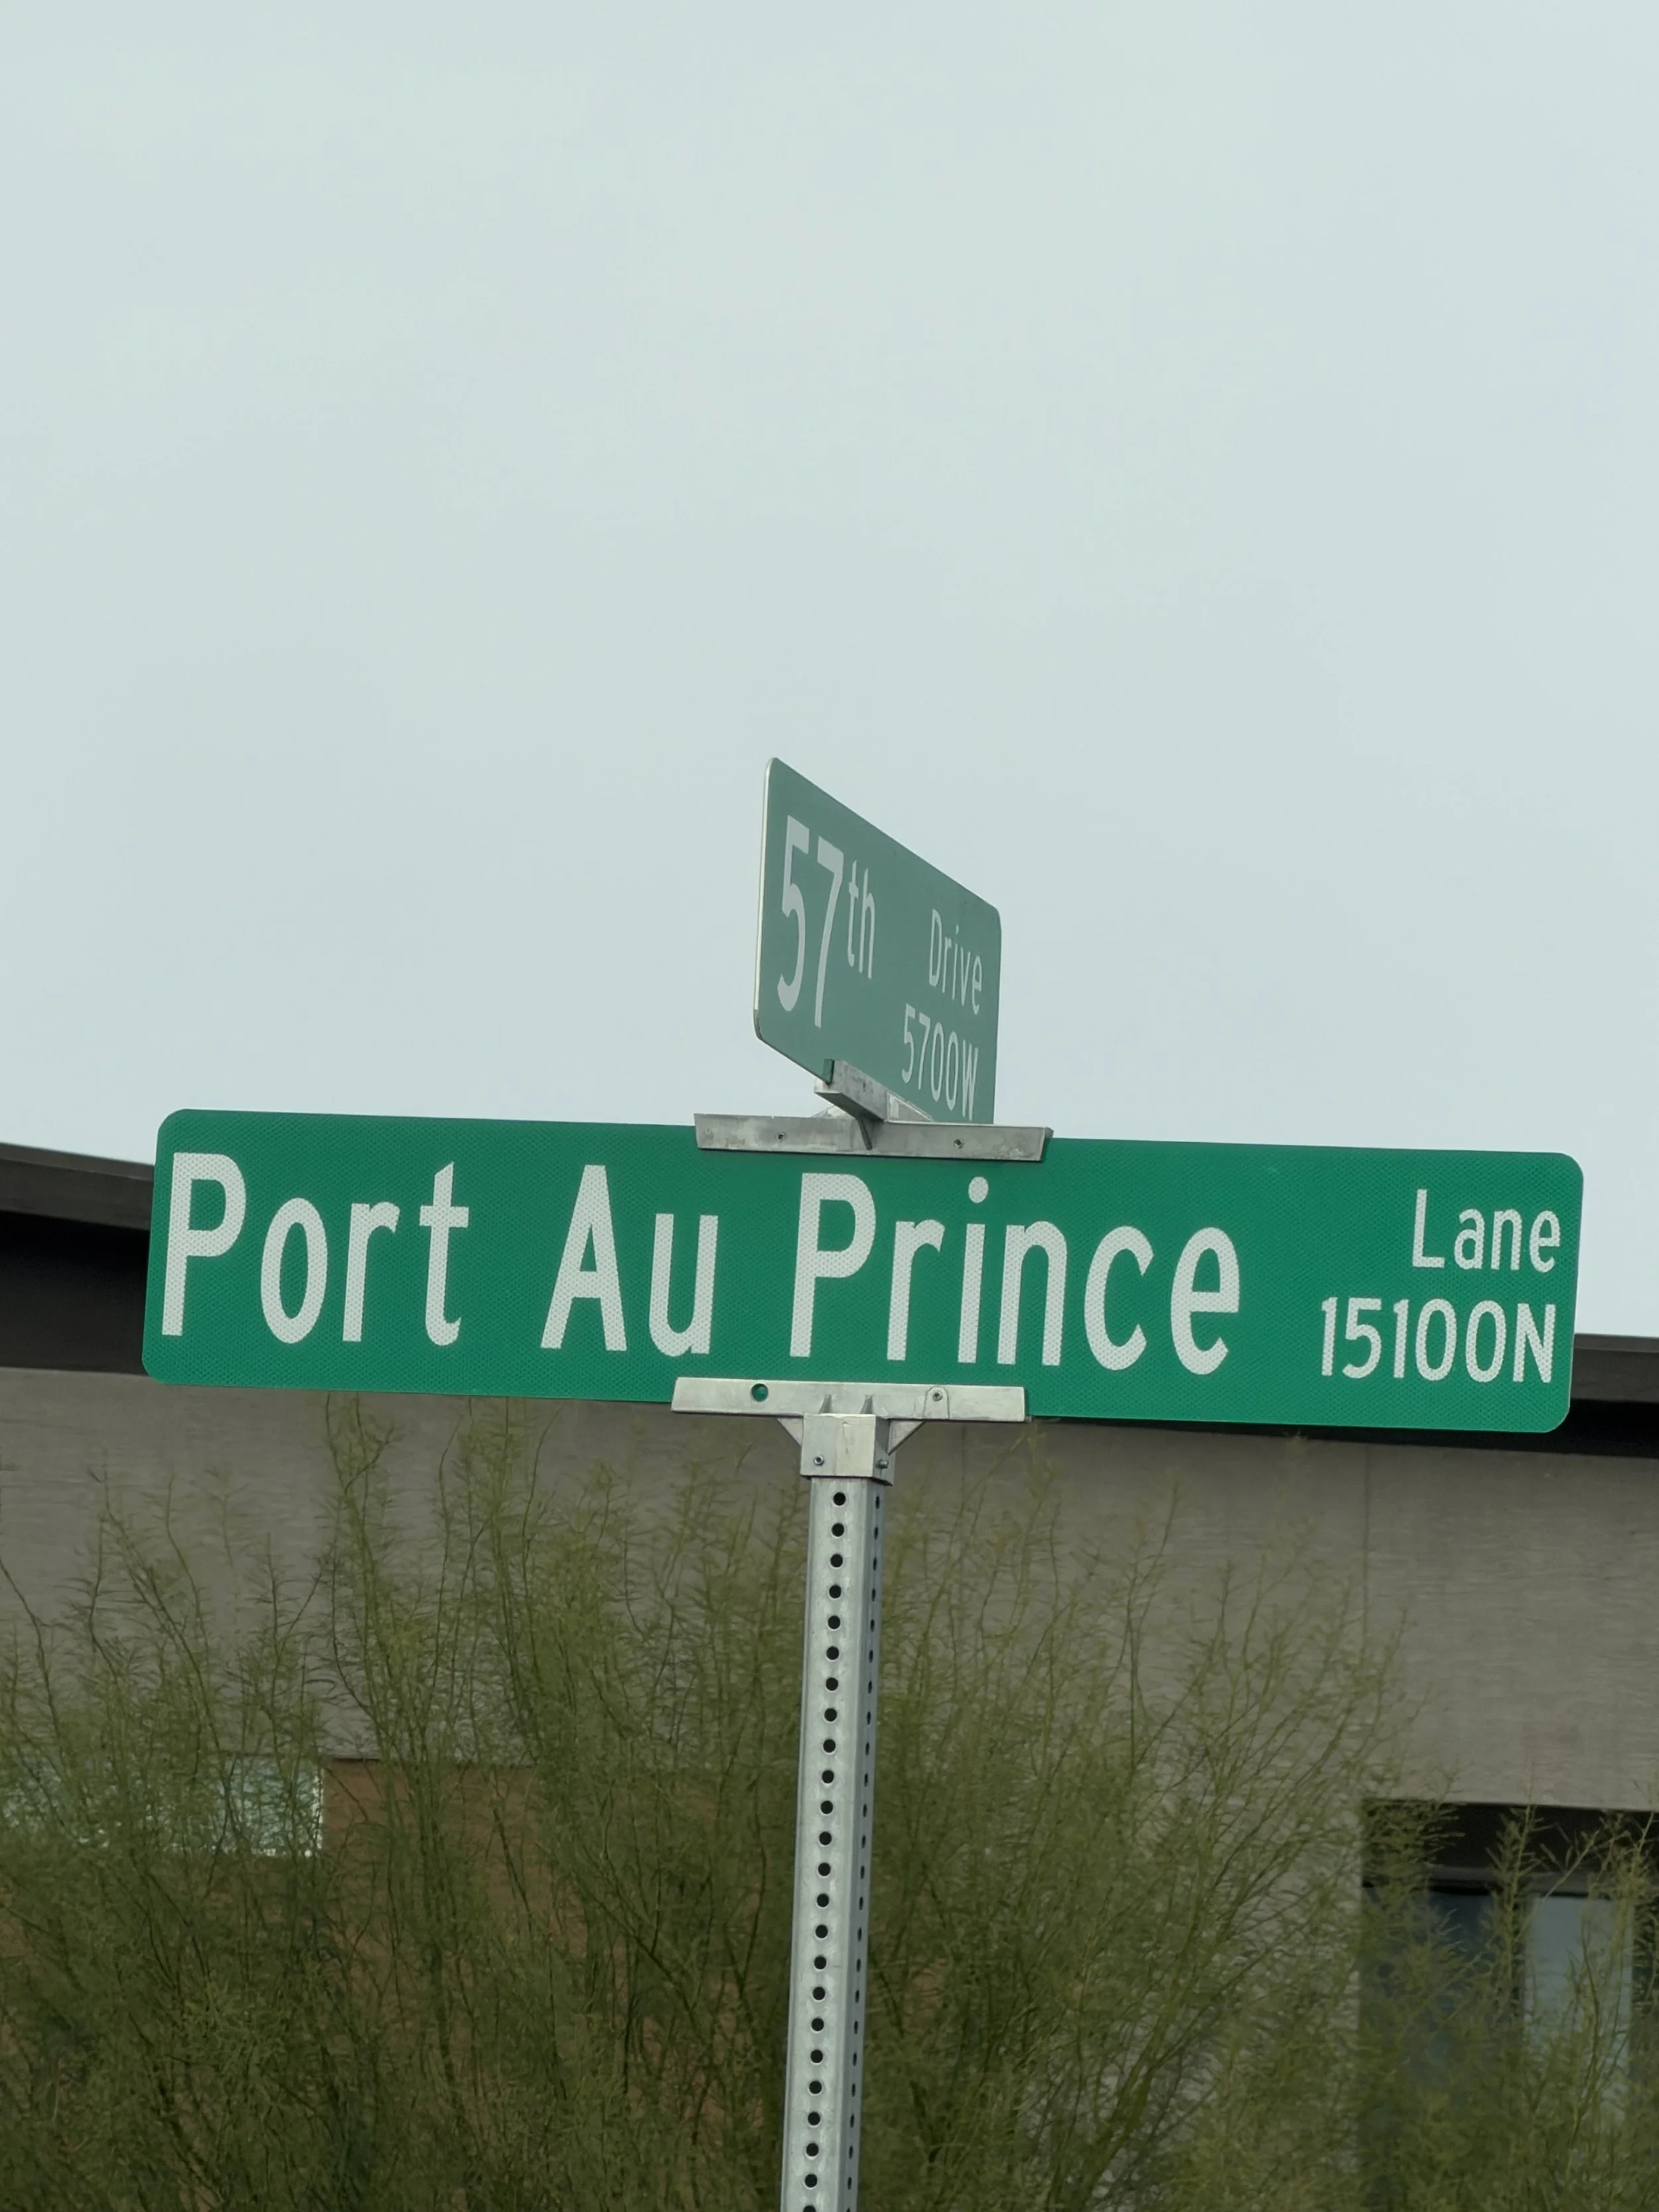 57th Drive
5700W
Port Au Prince Lane
15100N